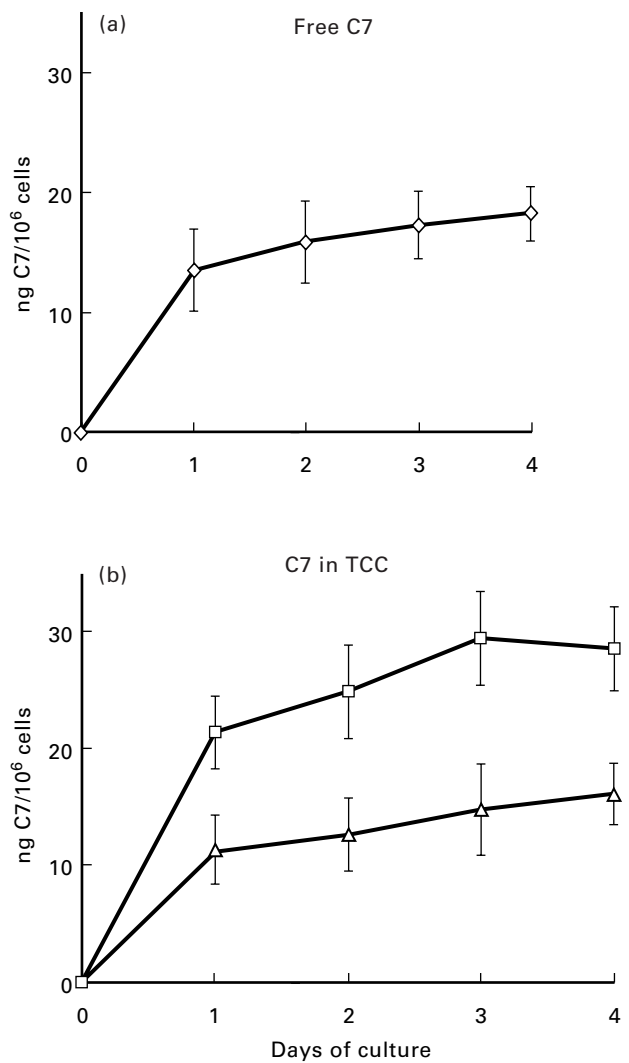 (a)
Free C7
30
20
10
0
ng C7/10⁶ cells
0 1 2 3 4
(b)
C7 in TCC
30
20
10
0
ng C7/10⁶ cells
0 1 2 3 4
Days of culture